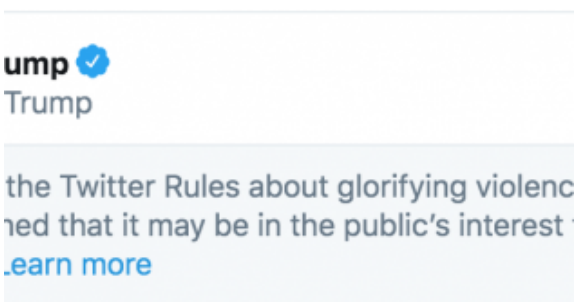 ump
Trump
the Twitter Rules about glorifying violenc
ned that it may be in the public’s interest
Learn more